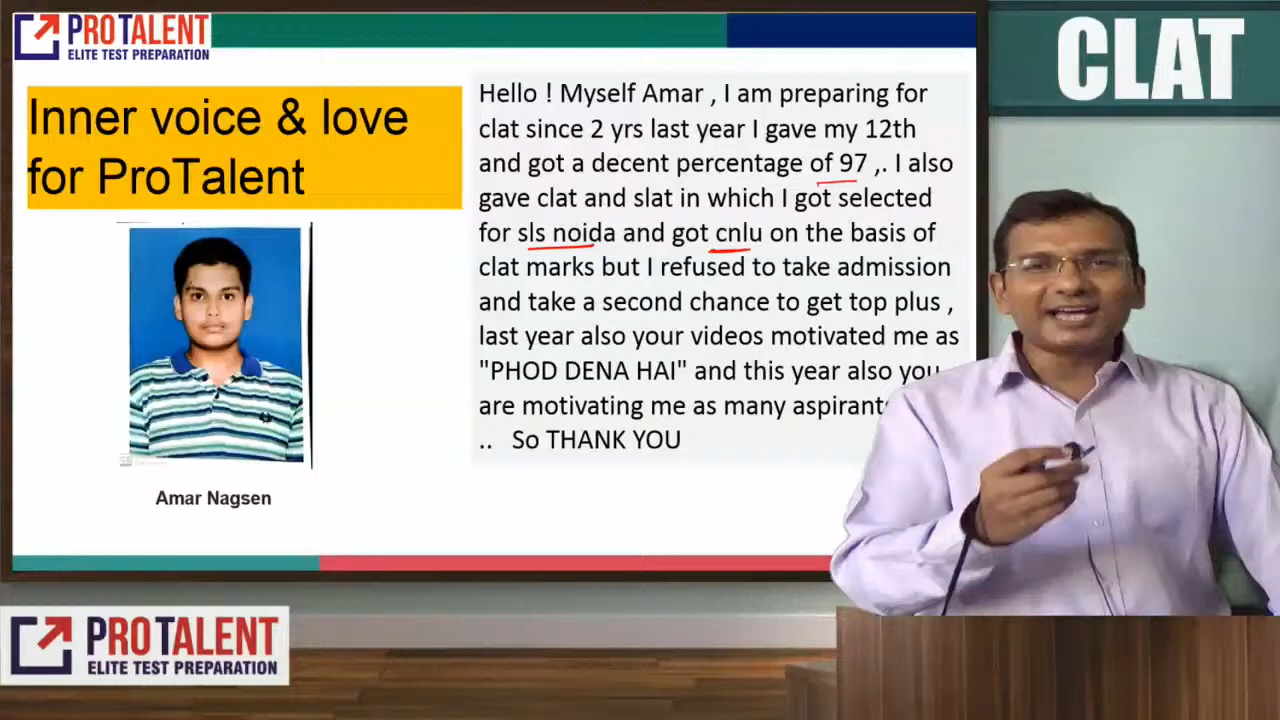 PROTALENT
ELITE TEST PREPARATION
CLAT
Inner voice & love
for ProTalent
Hello ! Myself Amar , I am preparing for
clat since 2 yrs last year I gave my 12th
and got a decent percentage of 97 ,. I also
gave clat and slat in which I got selected
for sls noida and got cnlu on the basis of
clat marks but I refused to take admission
and take a second chance to get top plus ,
last year also your videos motivated me as
"PHOD DENA HAI" and this year also you
are motivating me as many aspirants
.. So THANK YOU
Amar Nagsen
PROTALENT
ELITE TEST PREPARATION